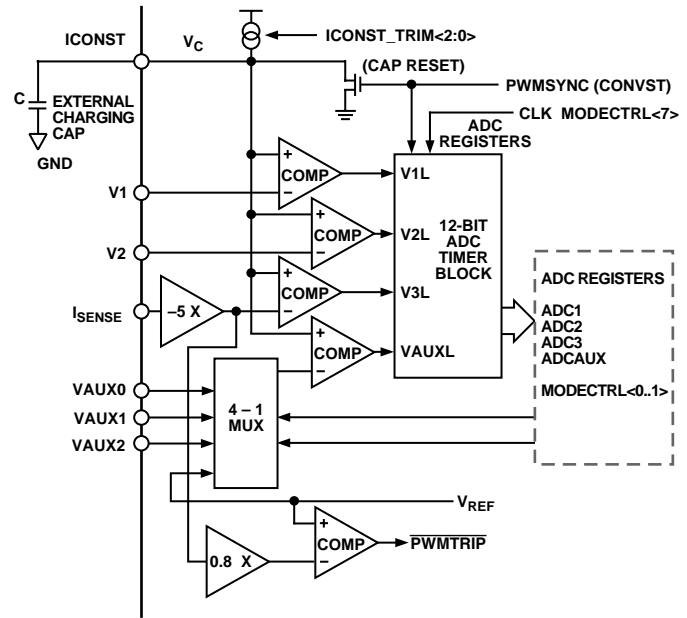 ICONST
V_C
ICONST_TRIM<2:0>
(CAP RESET)
PWMSYNC (CONVST)
C
EXTERNAL
CHARGING
CAP
GND
CLK MODECTRL<7>
ADC
REGISTERS
V1
+
COMP
–
V1L
V2
+
COMP
–
V2L
12-BIT
ADC
TIMER
BLOCK
I_SENSE
–5 X
+
COMP
–
V3L
+
COMP
–
VAUXL
ADC REGISTERS
ADC1
ADC2
ADC3
ADCAUX
MODECTRL<0..1>
VAUX0
VAUX1
VAUX2
4 – 1
MUX
V_REF
0.8 X
+
COMP
–
PWMTRIP